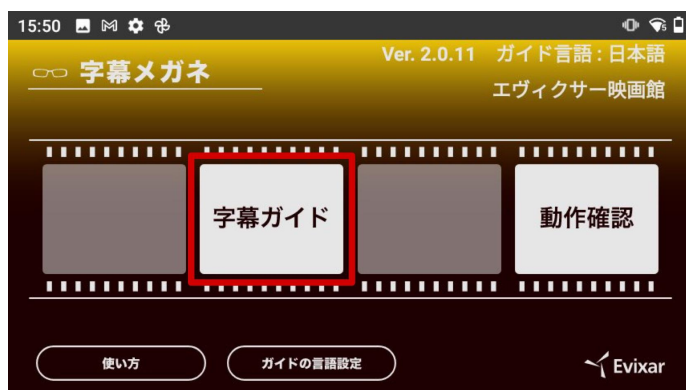 15:50
字幕メガネ
Ver. 2.0.11 ガイド言語 : 日本語
エヴィクサー映画館
字幕ガイド
動作確認
使い方
ガイドの言語設定
Evixar